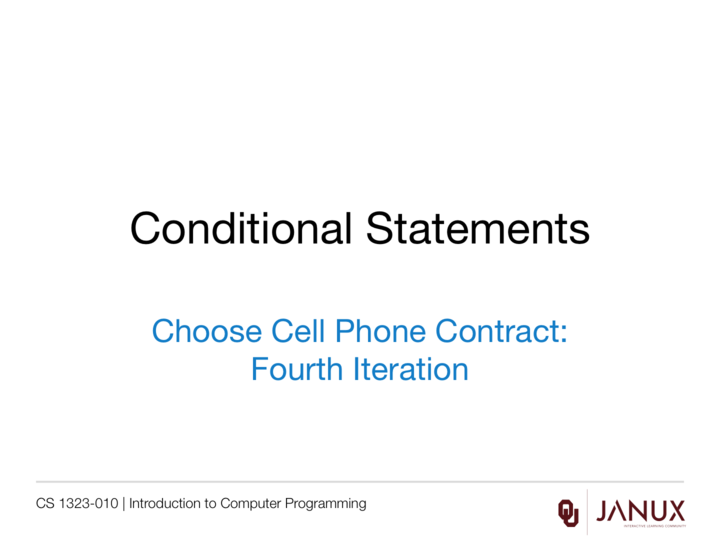 Conditional Statements
Choose Cell Phone Contract:
Fourth Iteration
CS 1323-010 | Introduction to Computer Programming
OU
JANUX
INTERACTIVE LEARNING COMMUNITY